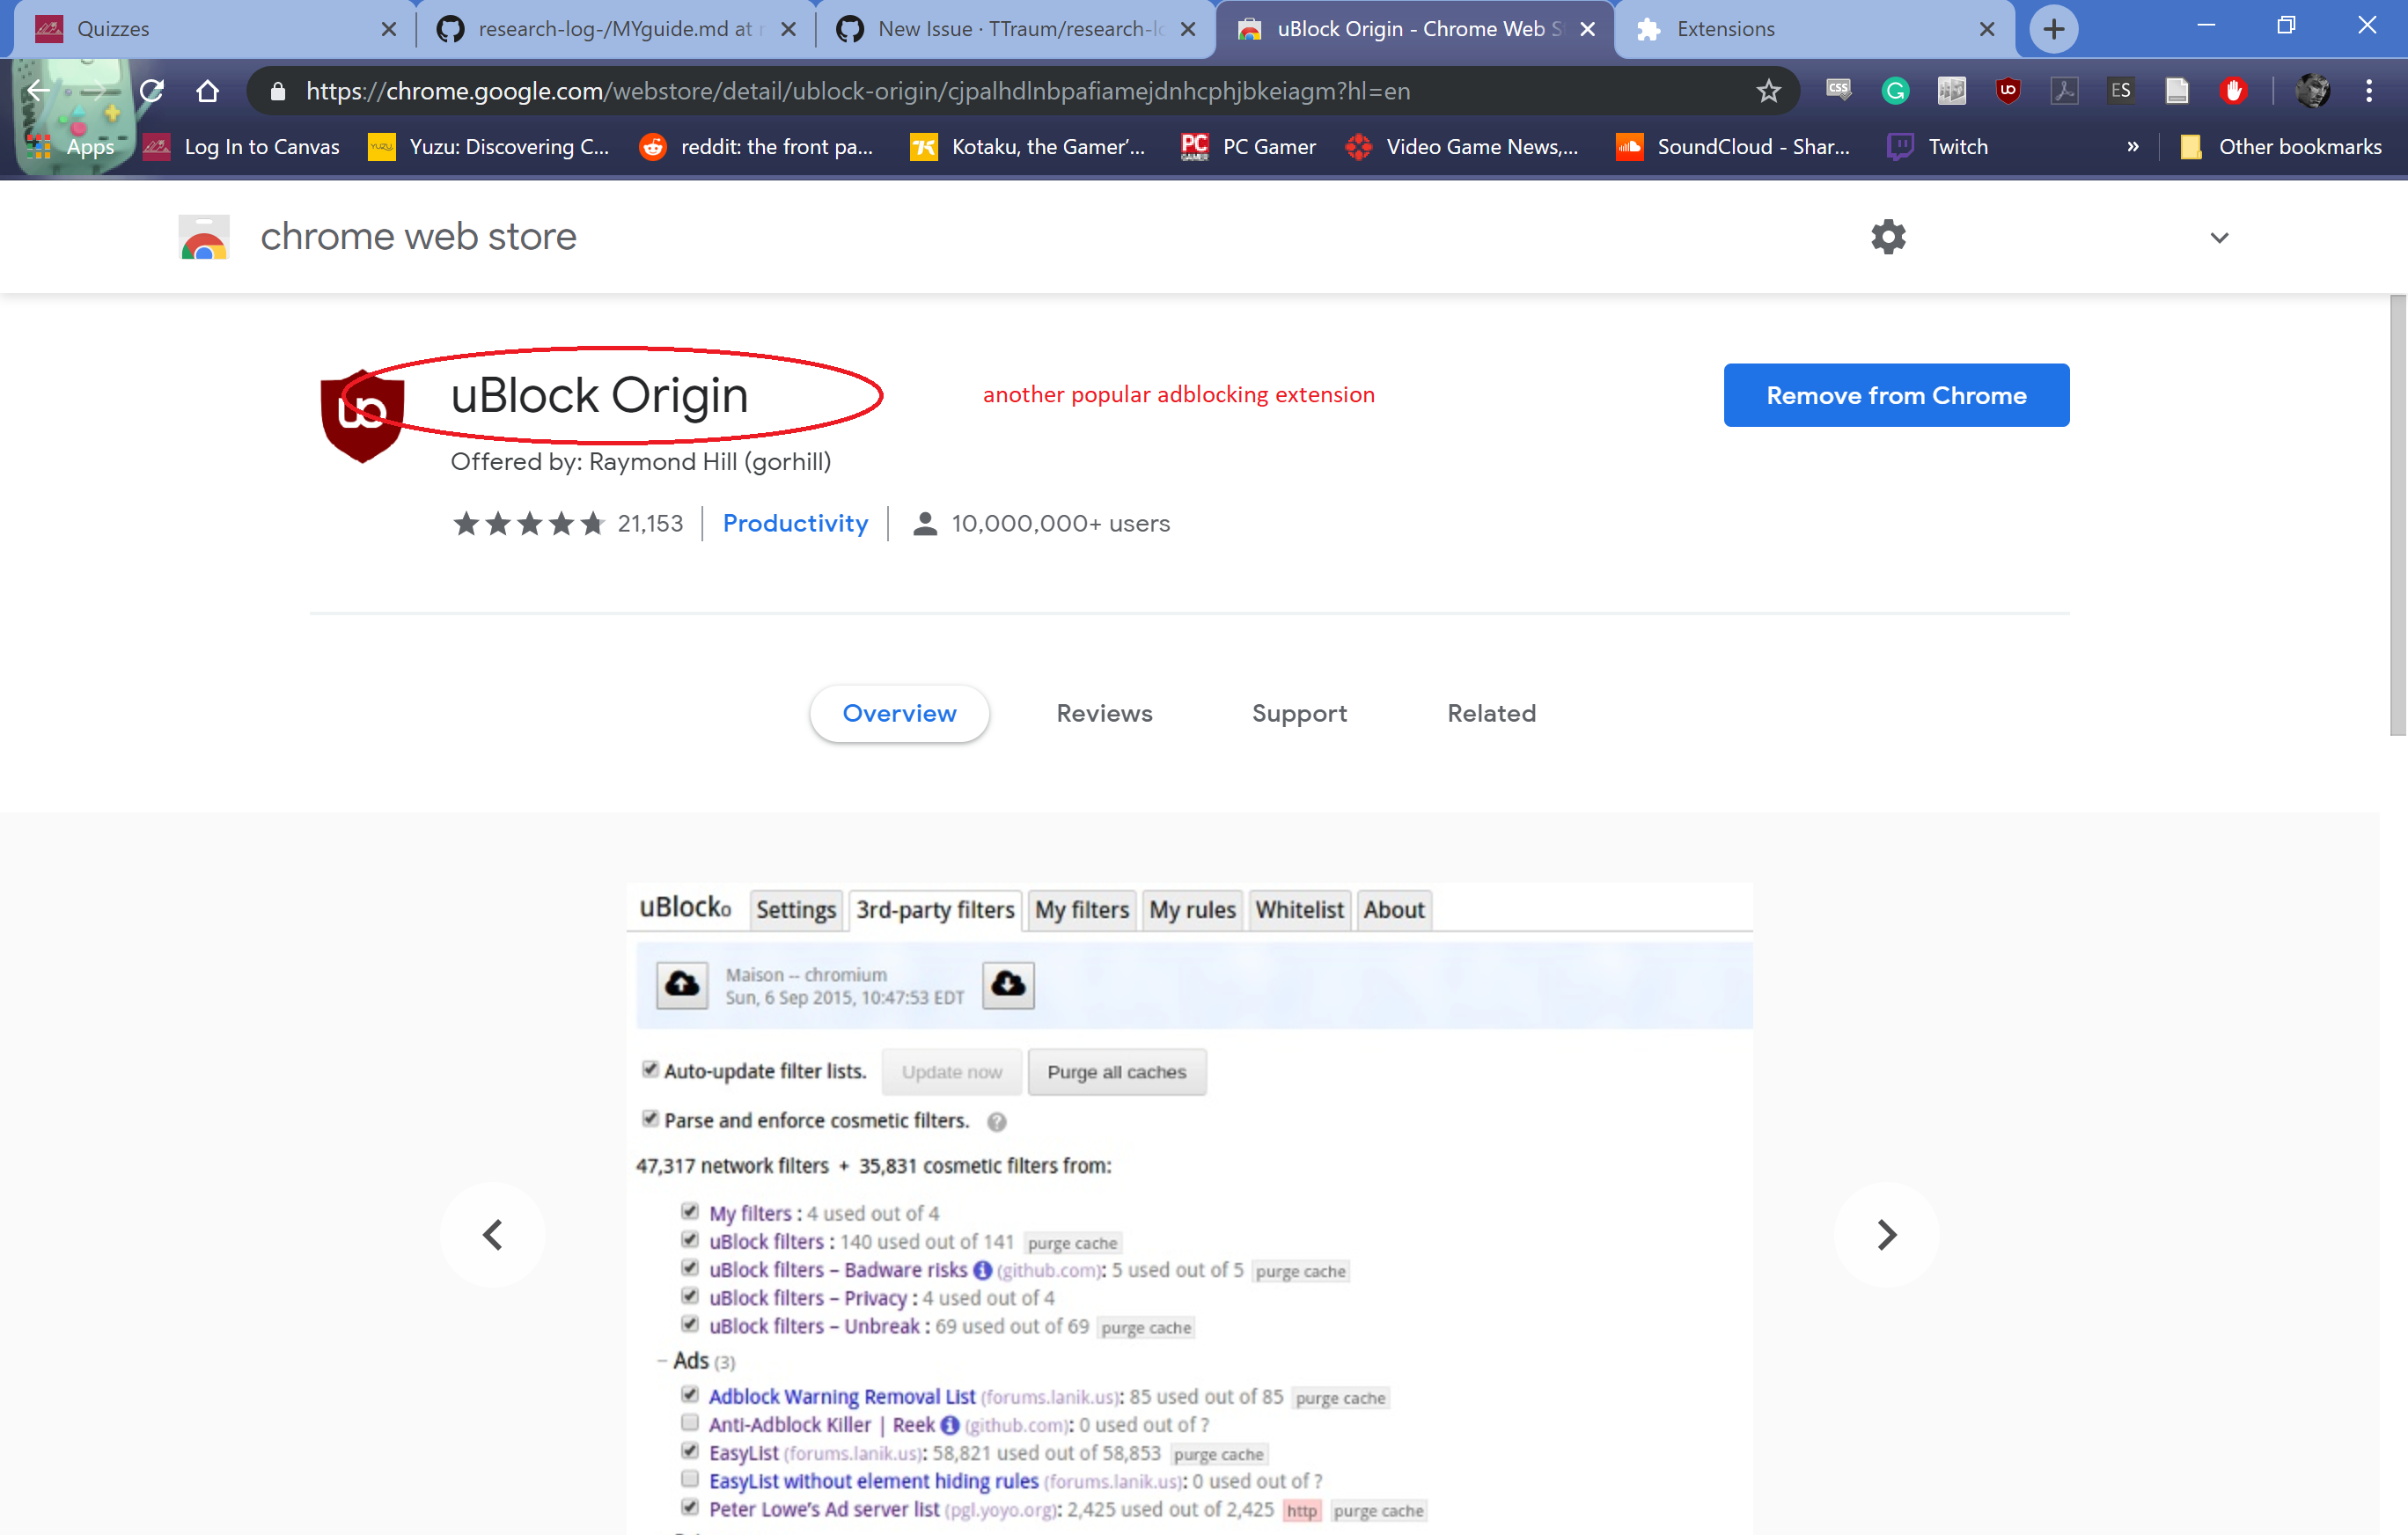 Quizzes
research-log-/MYguide.md at
New Issue · TTraum/research-lo
uBlock Origin - Chrome Web S
Extensions
https://chrome.google.com/webstore/detail/ublock-origin/cjpalhdlnbpafiamejdnhcphjbkeiagm?hl=en
CSS
ES
Apps
Log In to Canvas
YUZU
Yuzu: Discovering C...
reddit: the front pa...
Kotaku, the Gamer'...
PC GAMER
PC Gamer
Video Game News,...
SoundCloud - Shar...
Twitch
»
Other bookmarks
chrome web store
uBlock Origin
another popular adblocking extension
Remove from Chrome
Offered by: Raymond Hill (gorhill)
21,153
Productivity
10,000,000+ users
Overview
Reviews
Support
Related
uBlock₀ Settings 3rd-party filters My filters My rules Whitelist About
Maison -- chromium
Sun, 6 Sep 2015, 10:47:53 EDT
Auto-update filter lists. Update now Purge all caches
Parse and enforce cosmetic filters. ?
47,317 network filters + 35,831 cosmetic filters from:
My filters : 4 used out of 4
uBlock filters : 140 used out of 141 purge cache
uBlock filters – Badware risks (github.com): 5 used out of 5 purge cache
uBlock filters – Privacy : 4 used out of 4
uBlock filters – Unbreak : 69 used out of 69 purge cache
– Ads (3)
Adblock Warning Removal List (forums.lanik.us): 85 used out of 85 purge cache
Anti-Adblock Killer | Reek (github.com): 0 used out of ?
EasyList (forums.lanik.us): 58,821 used out of 58,853 purge cache
EasyList without element hiding rules (forums.lanik.us): 0 used out of ?
Peter Lowe's Ad server list (pgl.yoyo.org): 2,425 used out of 2,425 http purge cache